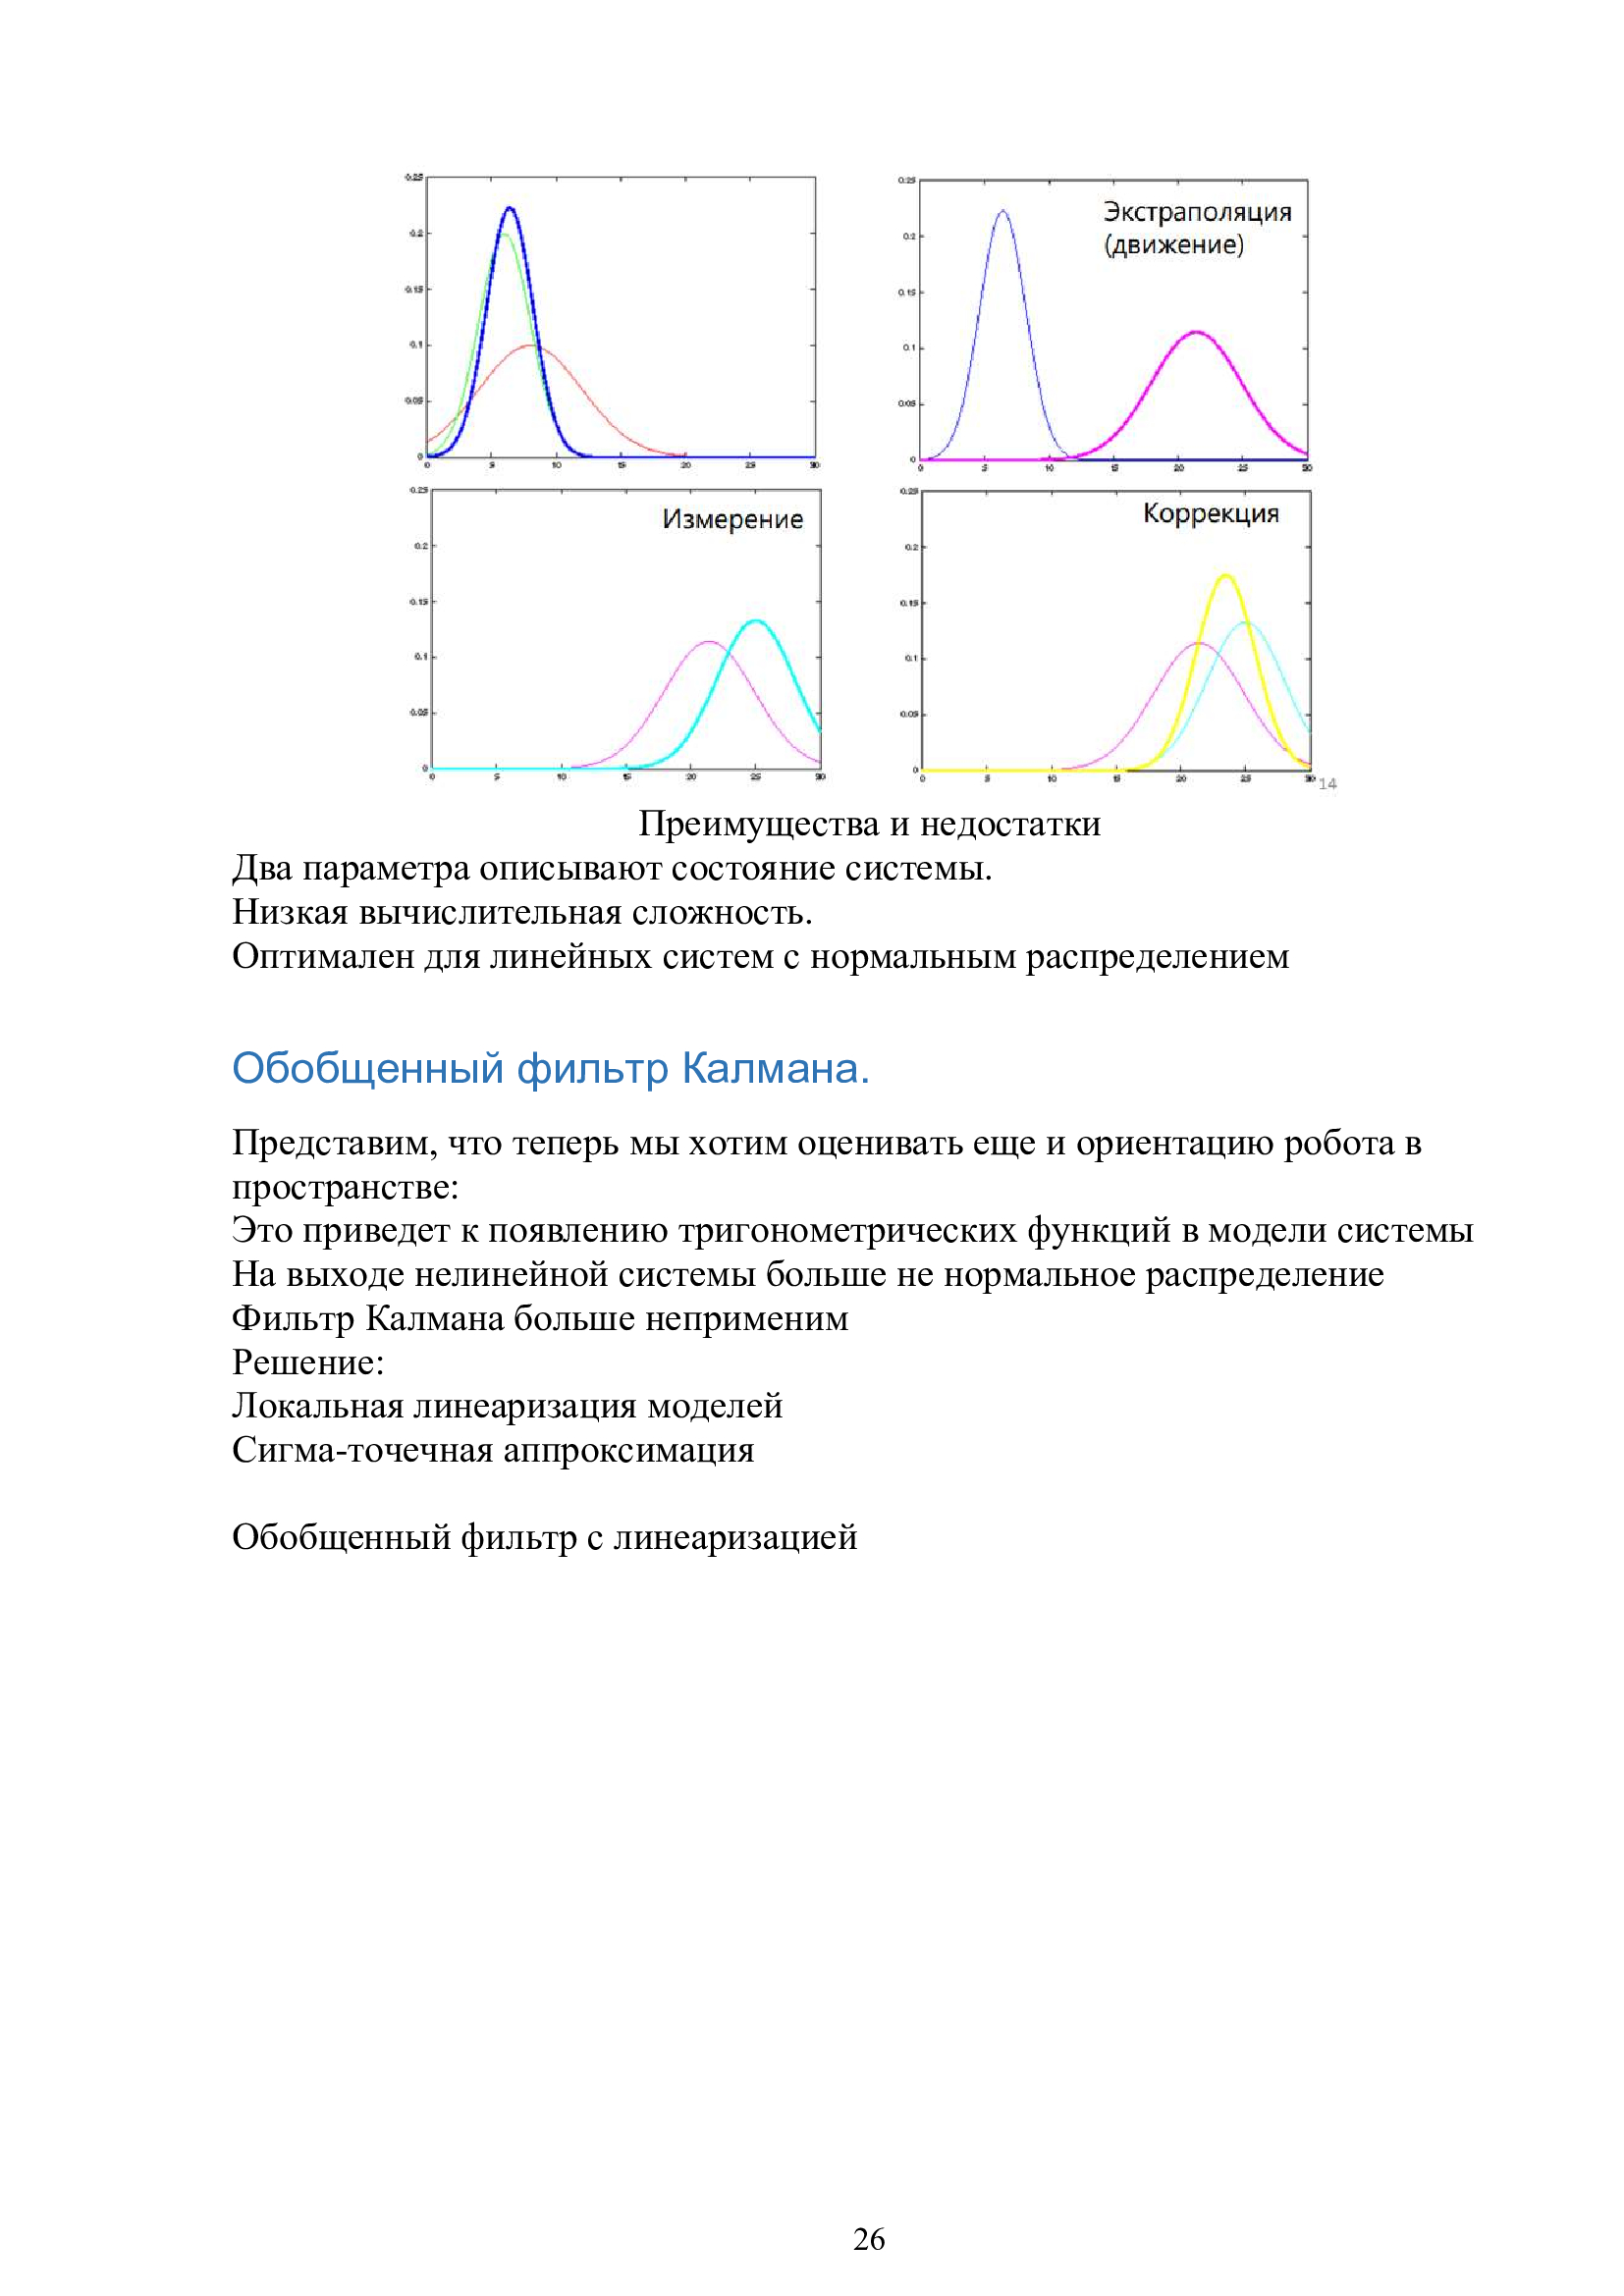 0.25
0.2
0.15
0.1
0.05
0
0 5 10 15 20 25 30
Экстраполяция
(движение)
0.25
0.2
0.15
0.1
0.05
0
0 5 10 15 20 25 30
Измерение
0.25
0.2
0.15
0.1
0.05
0
0 5 10 15 20 25 30
Коррекция
0.25
0.2
0.15
0.1
0.05
0
0 5 10 15 20 25 30
14
Преимущества и недостатки
Два параметра описывают состояние системы.
Низкая вычислительная сложность.
Оптимален для линейных систем с нормальным распределением
Обобщенный фильтр Калмана.
Представим, что теперь мы хотим оценивать еще и ориентацию робота в
пространстве:
Это приведет к появлению тригонометрических функций в модели системы
На выходе нелинейной системы больше не нормальное распределение
Фильтр Калмана больше неприменим
Решение:
Локальная линеаризация моделей
Сигма-точечная аппроксимация
Обобщенный фильтр с линеаризацией
26